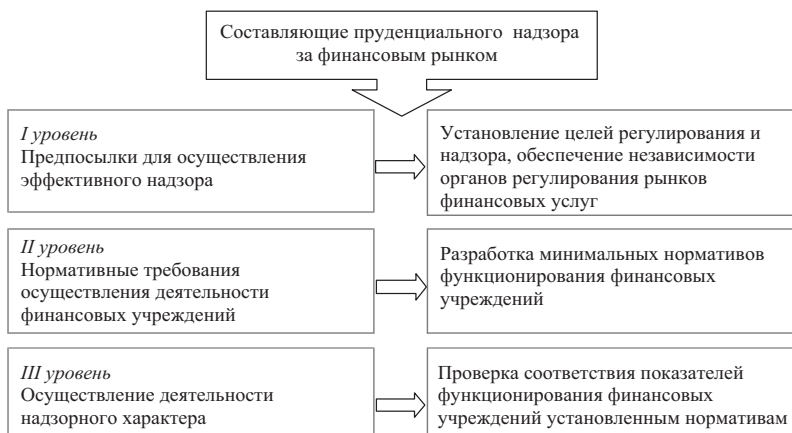 Составляющие пруденциального надзора
за финансовым рынком
I уровень
Предпосылки для осуществления
эффективного надзора
Установление целей регулирования и
надзора, обеспечение независимости
органов регулирования рынков
финансовых услуг
II уровень
Нормативные требования
осуществления деятельности
финансовых учреждений
Разработка минимальных нормативов
функционирования финансовых
учреждений
III уровень
Осуществление деятельности
надзорного характера
Проверка соответствия показателей
функционирования финансовых
учреждений установленным нормативам